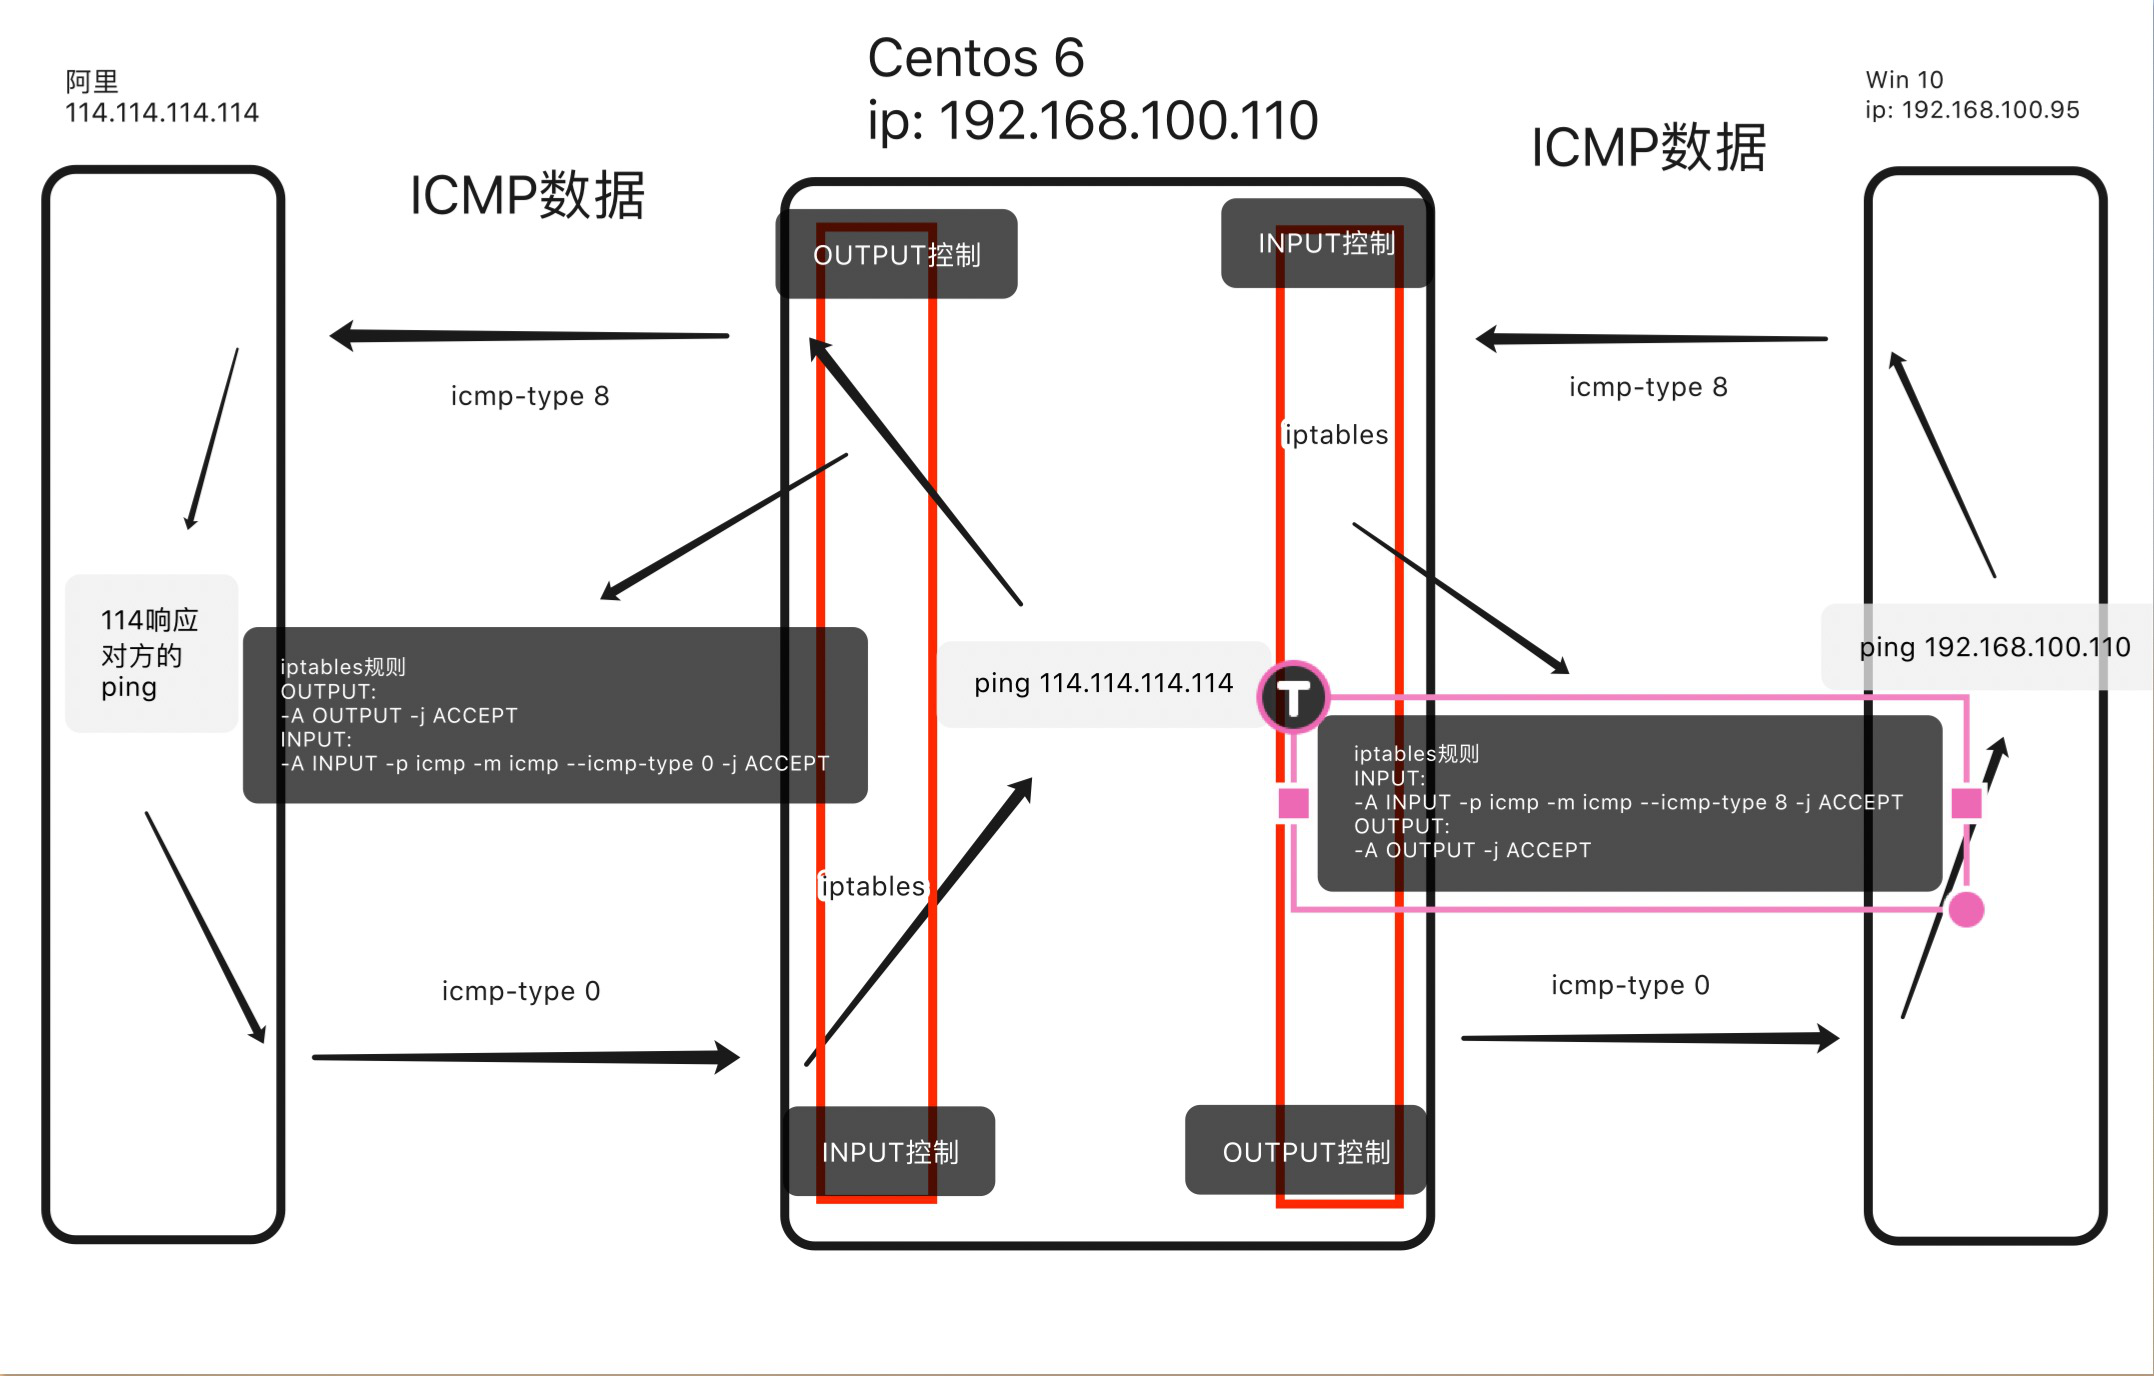 阿里
114.114.114.114
Centos 6
ip: 192.168.100.110
Win 10
ip: 192.168.100.95
ICMP数据
ICMP数据
OUTPUT控制
INPUT控制
icmp-type 8
icmp-type 8
iptables
114响应
对方的
ping
iptables规则
OUTPUT:
-A OUTPUT -j ACCEPT
INPUT:
-A INPUT -p icmp -m icmp --icmp-type 0 -j ACCEPT
ping 114.114.114.114
T
ping 192.168.100.110
iptables规则
INPUT:
-A INPUT -p icmp -m icmp --icmp-type 8 -j ACCEPT
OUTPUT:
-A OUTPUT -j ACCEPT
iptables
icmp-type 0
icmp-type 0
INPUT控制
OUTPUT控制